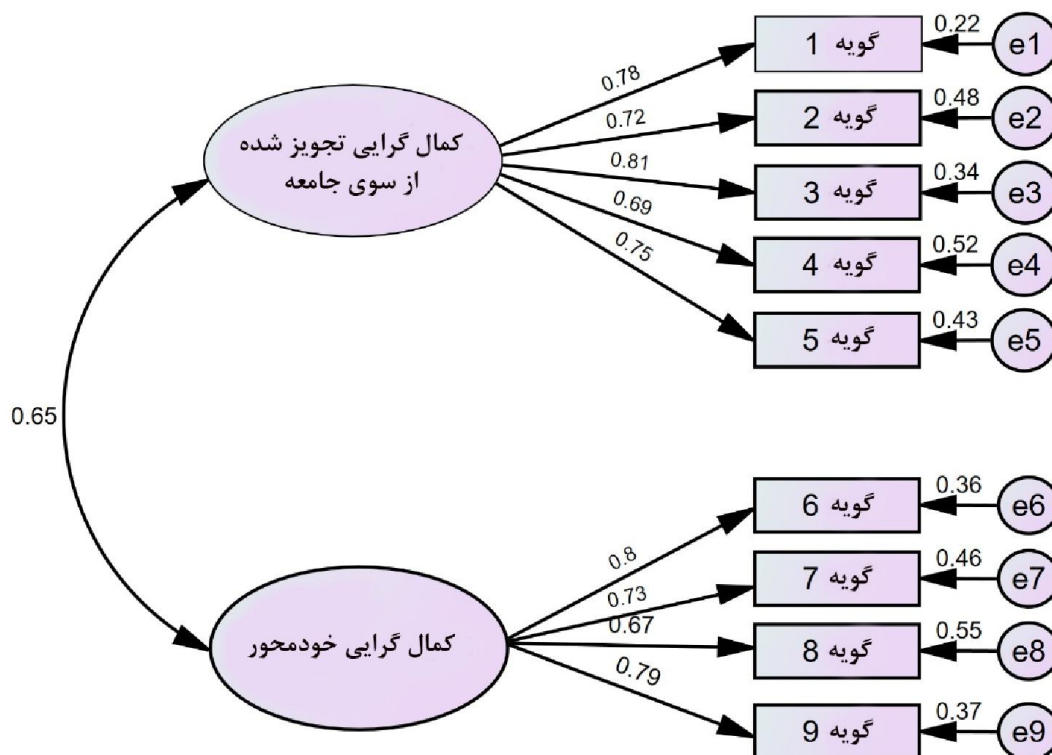 گویه 1
0.22
e1
گویه 2
0.48
e2
گویه 3
0.34
e3
گویه 4
0.52
e4
گویه 5
0.43
e5
0.78
0.72
0.81
0.69
0.75
کمال گرایی تجویز شده
از سوی جامعه
0.65
گویه 6
0.36
e6
گویه 7
0.46
e7
گویه 8
0.55
e8
گویه 9
0.37
e9
0.8
0.73
0.67
0.79
کمال گرایی خودمحور